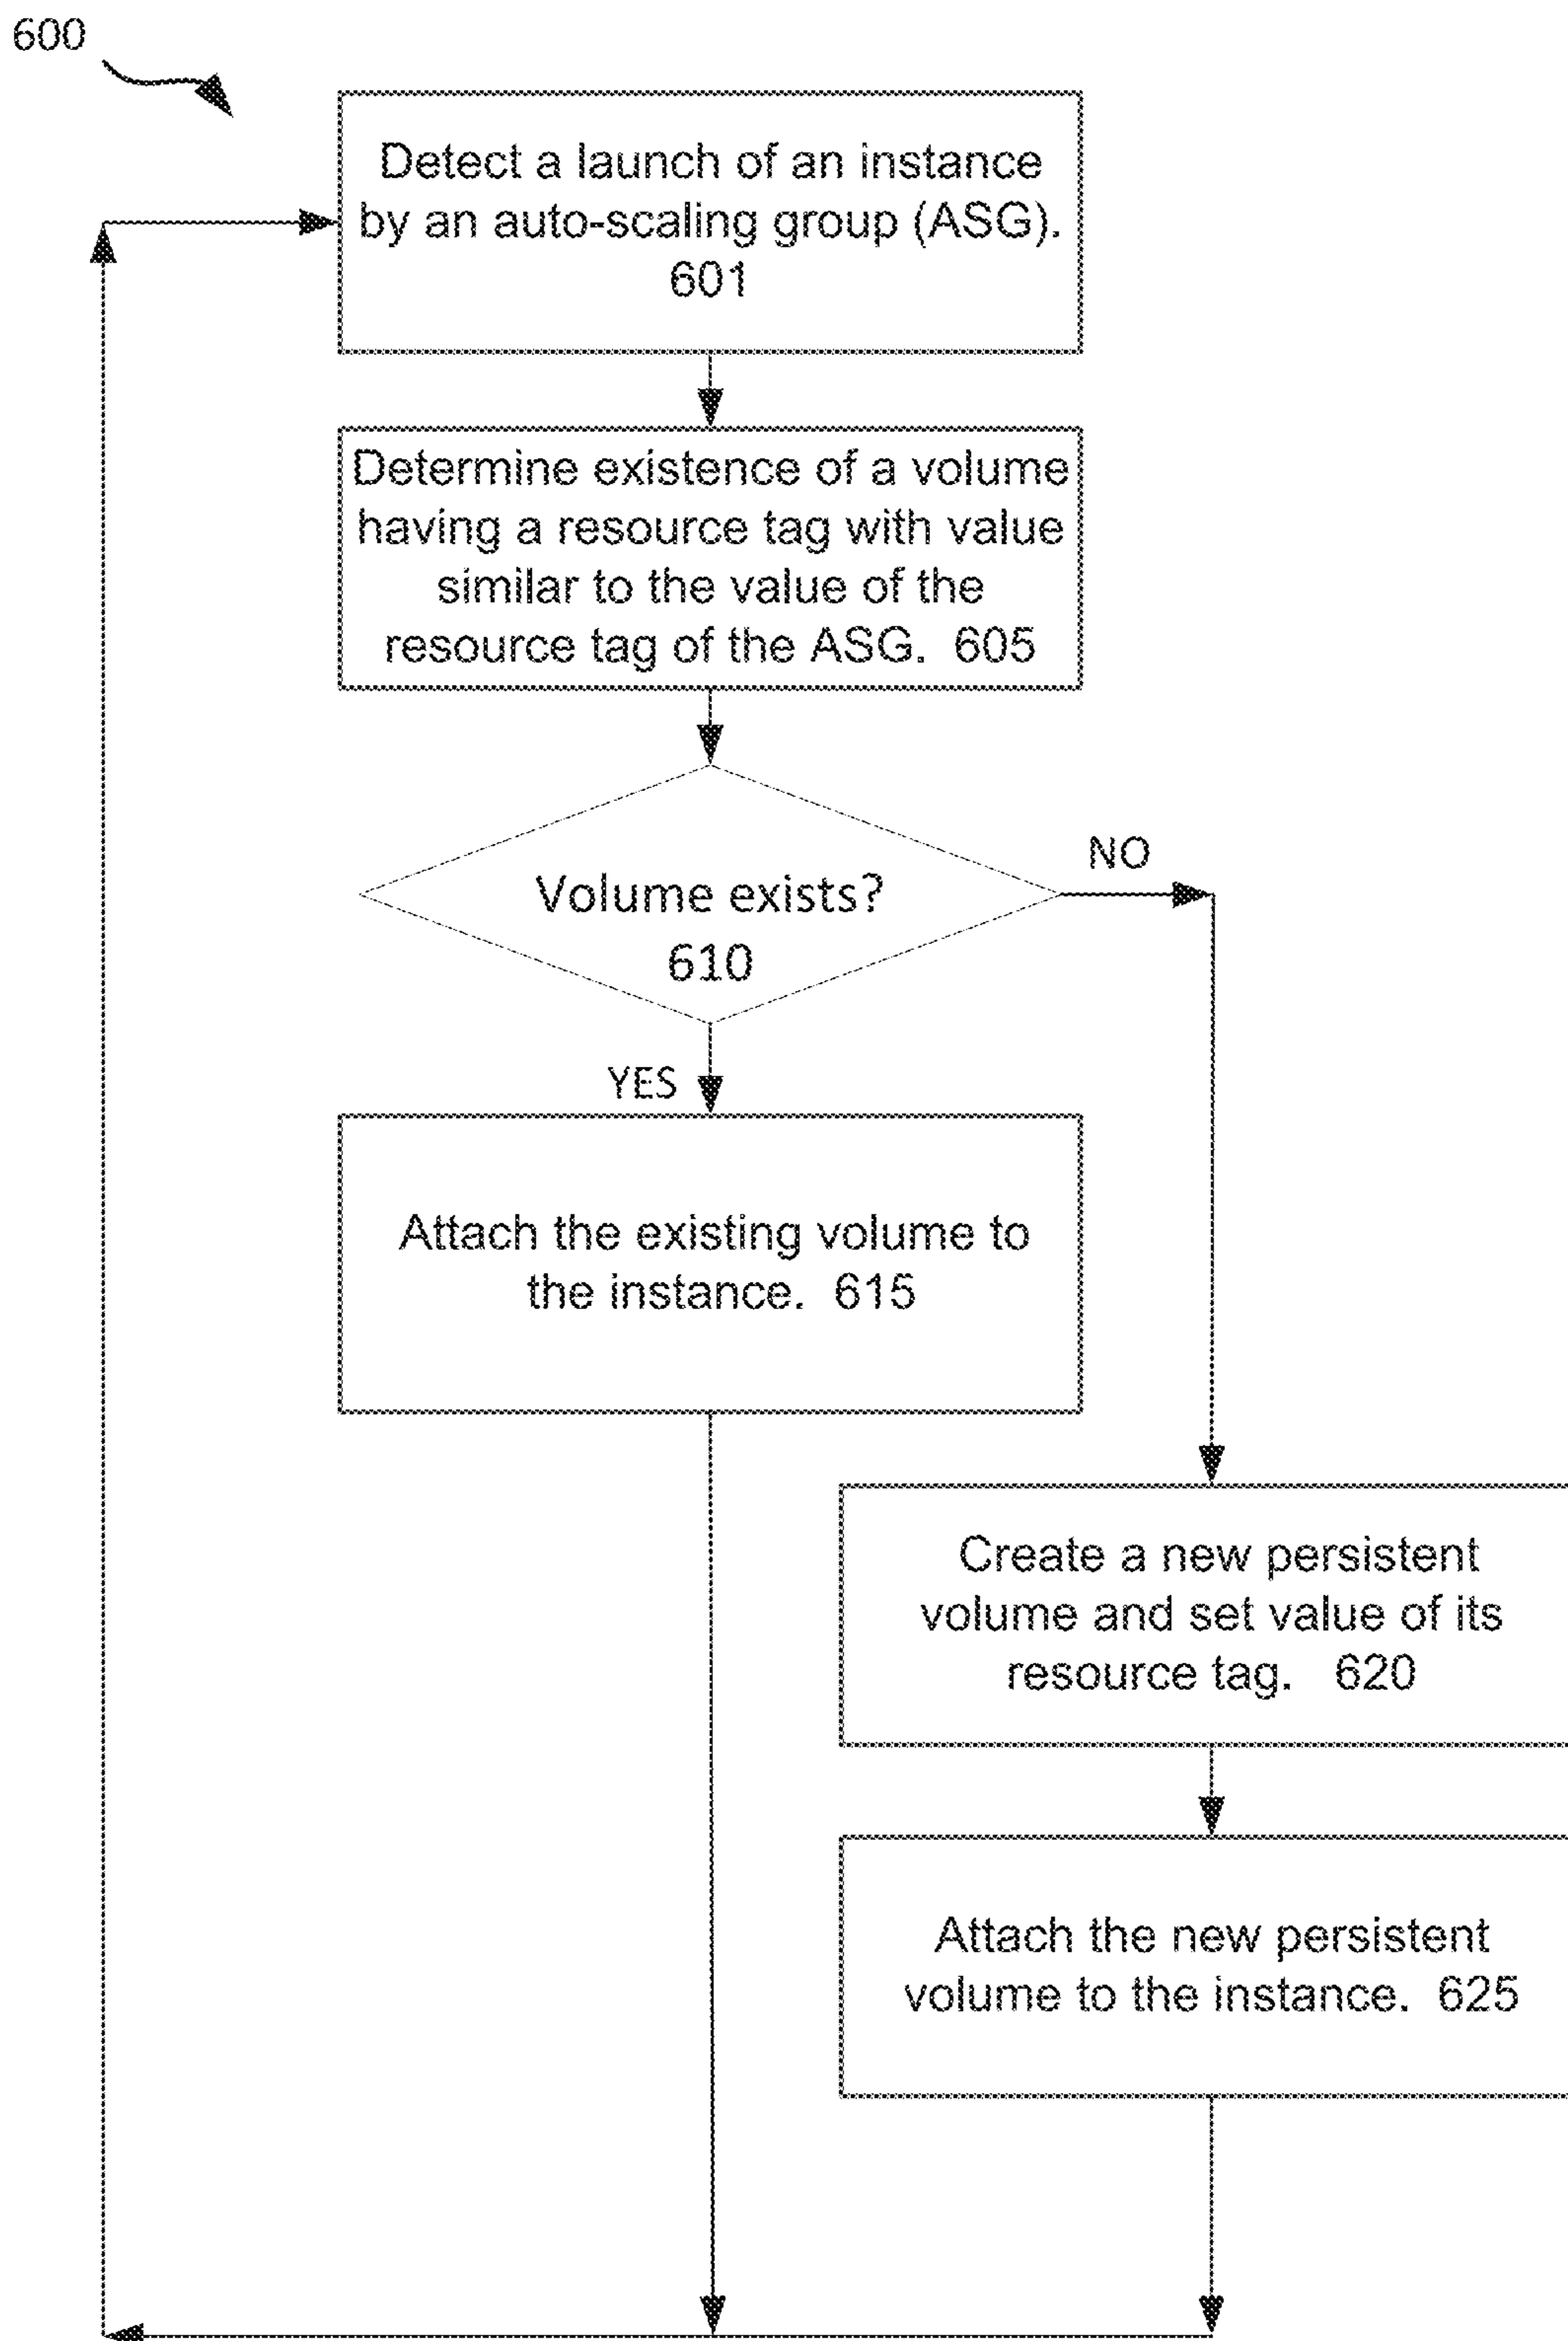 600
Detect a launch of an instance
by an auto-scaling group (ASG).
601
Determine existence of a volume
having a resource tag with value
similar to the value of the
resource tag of the ASG. 605
Volume exists?
610
NO
YES
Attach the existing volume to
the instance. 615
Create a new persistent
volume and set value of its
resource tag. 620
Attach the new persistent
volume to the instance. 625